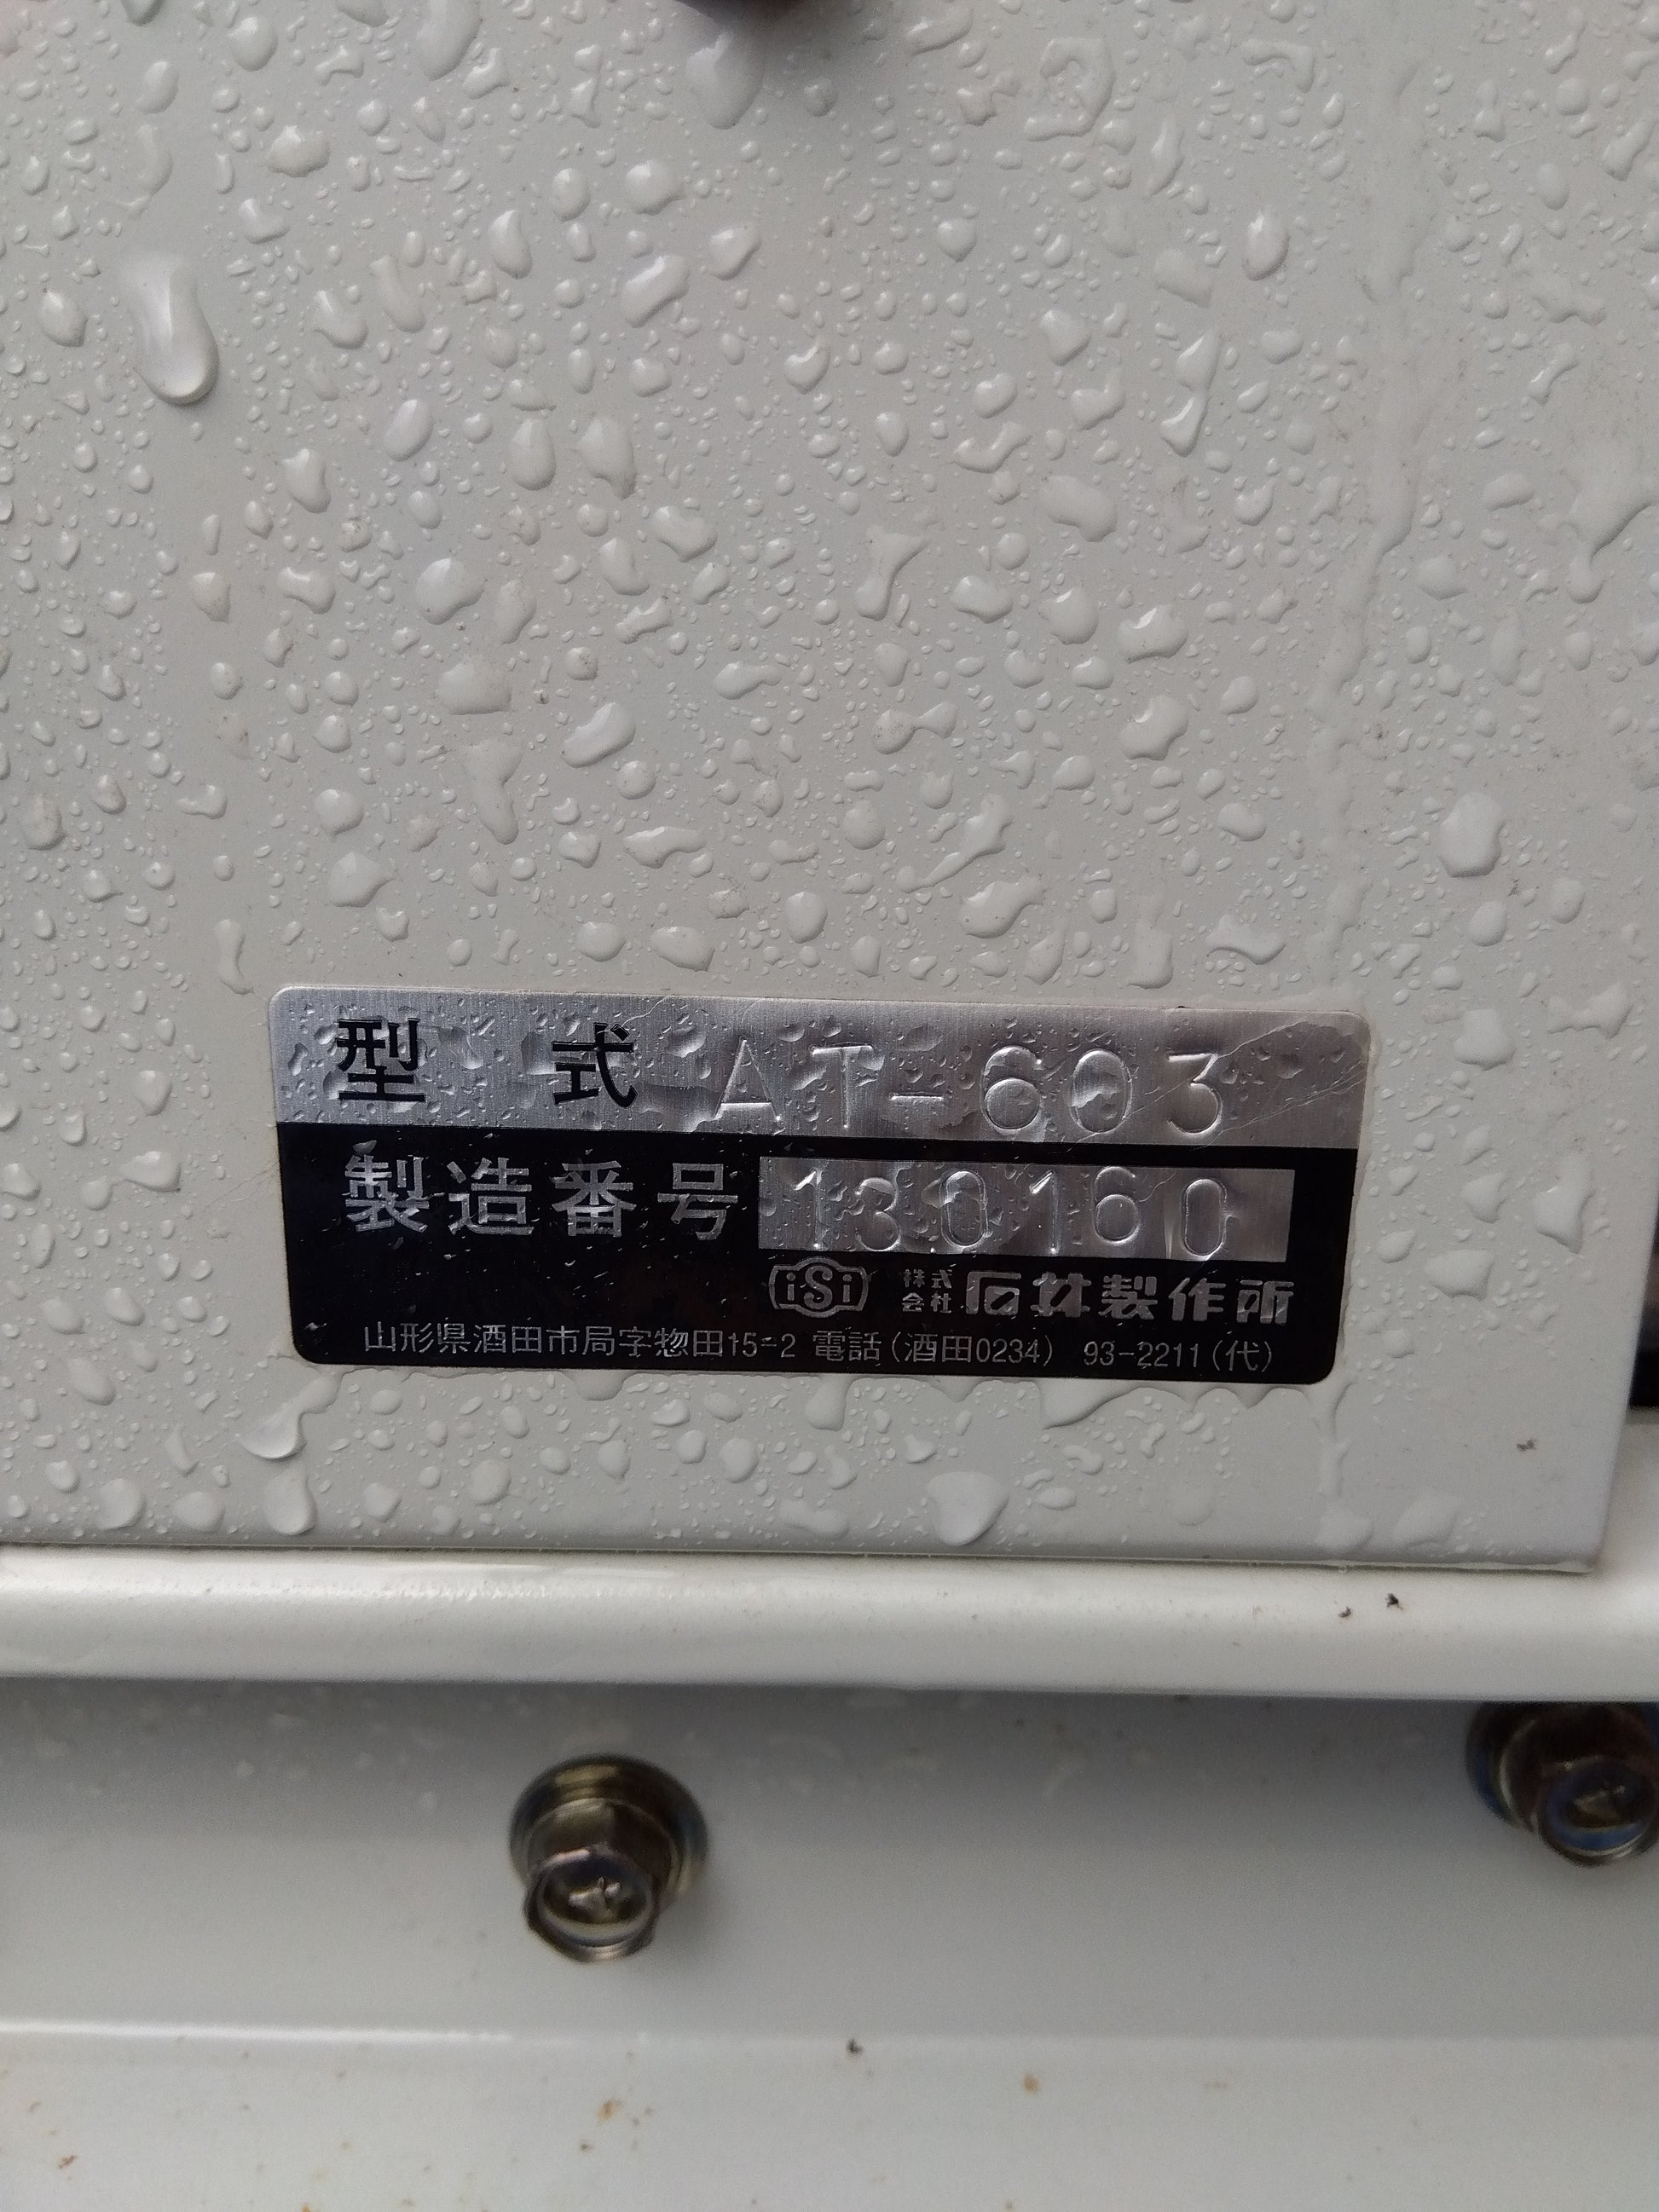 型式 AT-603
製造番号 130160
iSi 株式会社 石井製作所
山形県酒田市局字惣田15-2 電話(酒田0234) 93-2211(代)